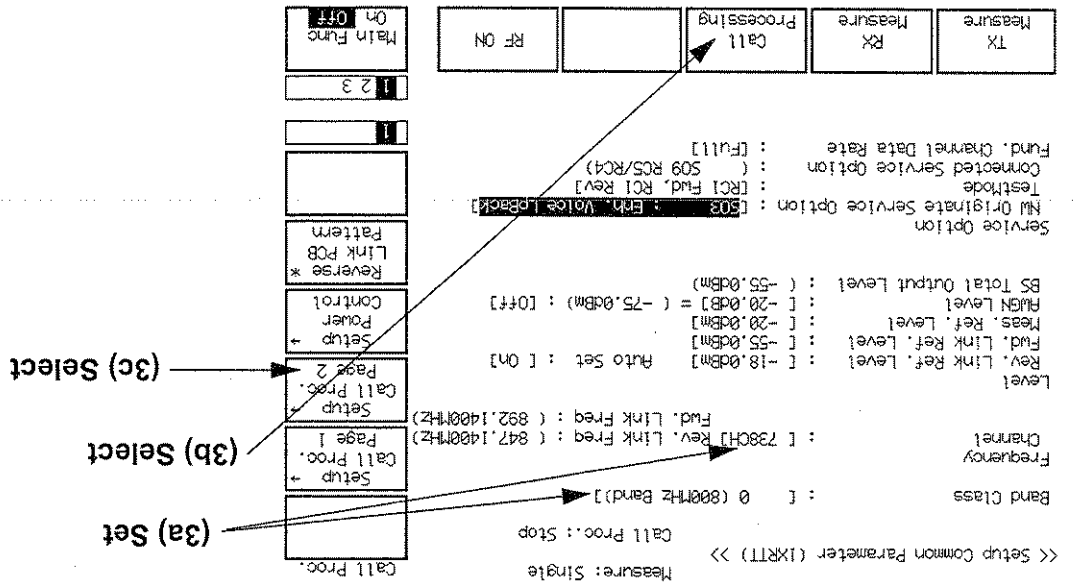 << Setup Common Parameter (1XRTT) >>
Measure: Single
Call Proc.: Stop
Band Class : [ 0 (800MHz Band)]
Frequency
Channel : [ 738CH] Rev. Link Freq : ( 847.1400MHz)
Fwd. Link Freq : ( 892.1400MHz)
Level
Rev. Link Ref. Level : [ -18.0dBm] Auto Set : [ On]
Fwd. Link Ref. Level : [ -55.0dBm]
Meas. Ref. Level : [ -20.0dBm]
AWGN Level : [ -20.0dB] = ( -75.0dBm) : [Off]
BS Total Output Level : ( -55.0dBm)
Service Option
NW Originate Service Option : [SO3 : Enh. Voice LpBack]
TestMode : [RC1 Fwd, RC1 Rev]
Connected Service Option : ( SO9 RC5/RC4)
Fund. Channel Data Rate : [Full]
TX
Measure
RX
Measure
Call
Processing
RF ON
Call Proc.
Setup →
Call Proc.
Page 1
Setup →
Call Proc.
Page 2
Setup →
Power
Control
Reverse *
Link PCB
Pattern
1
1 2 3
Main Func
On Off
(3a) Set
(3b) Select
(3c) Select